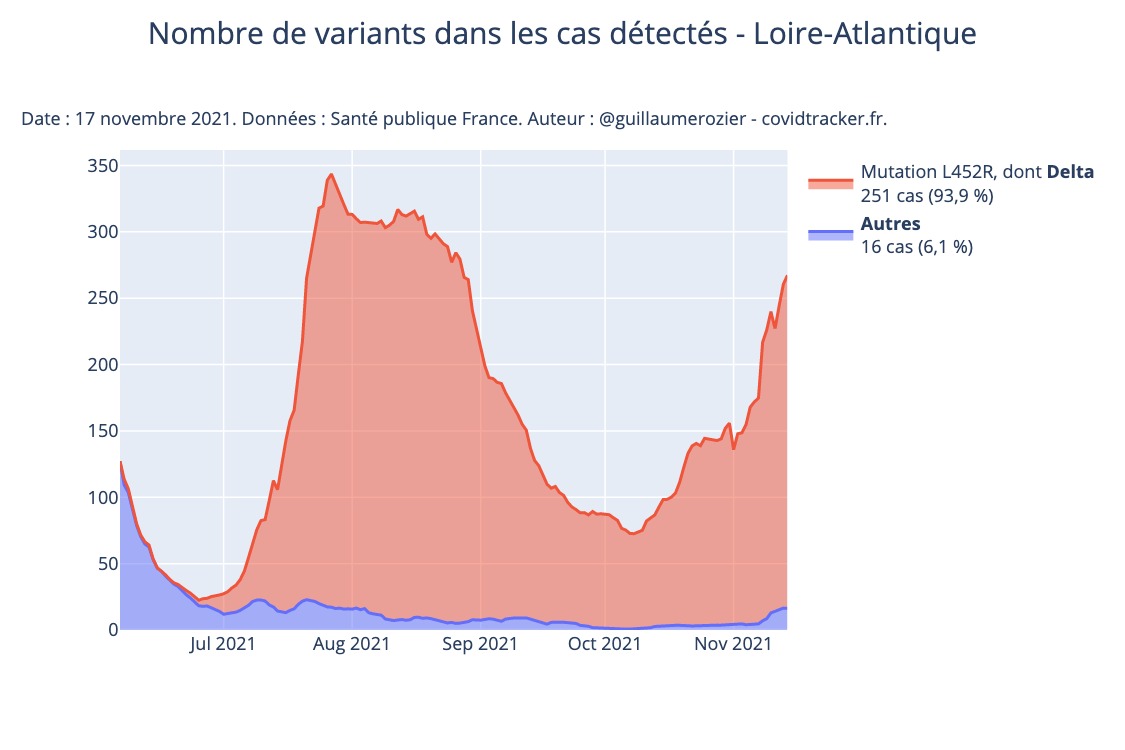 Nombre de variants dans les cas détectés - Loire-Atlantique
Date : 17 novembre 2021. Données : Santé publique France. Auteur : @guillaumerozier - covidtracker.fr.
350
300
250
200
150
100
50
0
Jul 2021
Aug 2021
Sep 2021
Oct 2021
Nov 2021
Mutation L452R, dont Delta
251 cas (93,9 %)
Autres
16 cas (6,1 %)